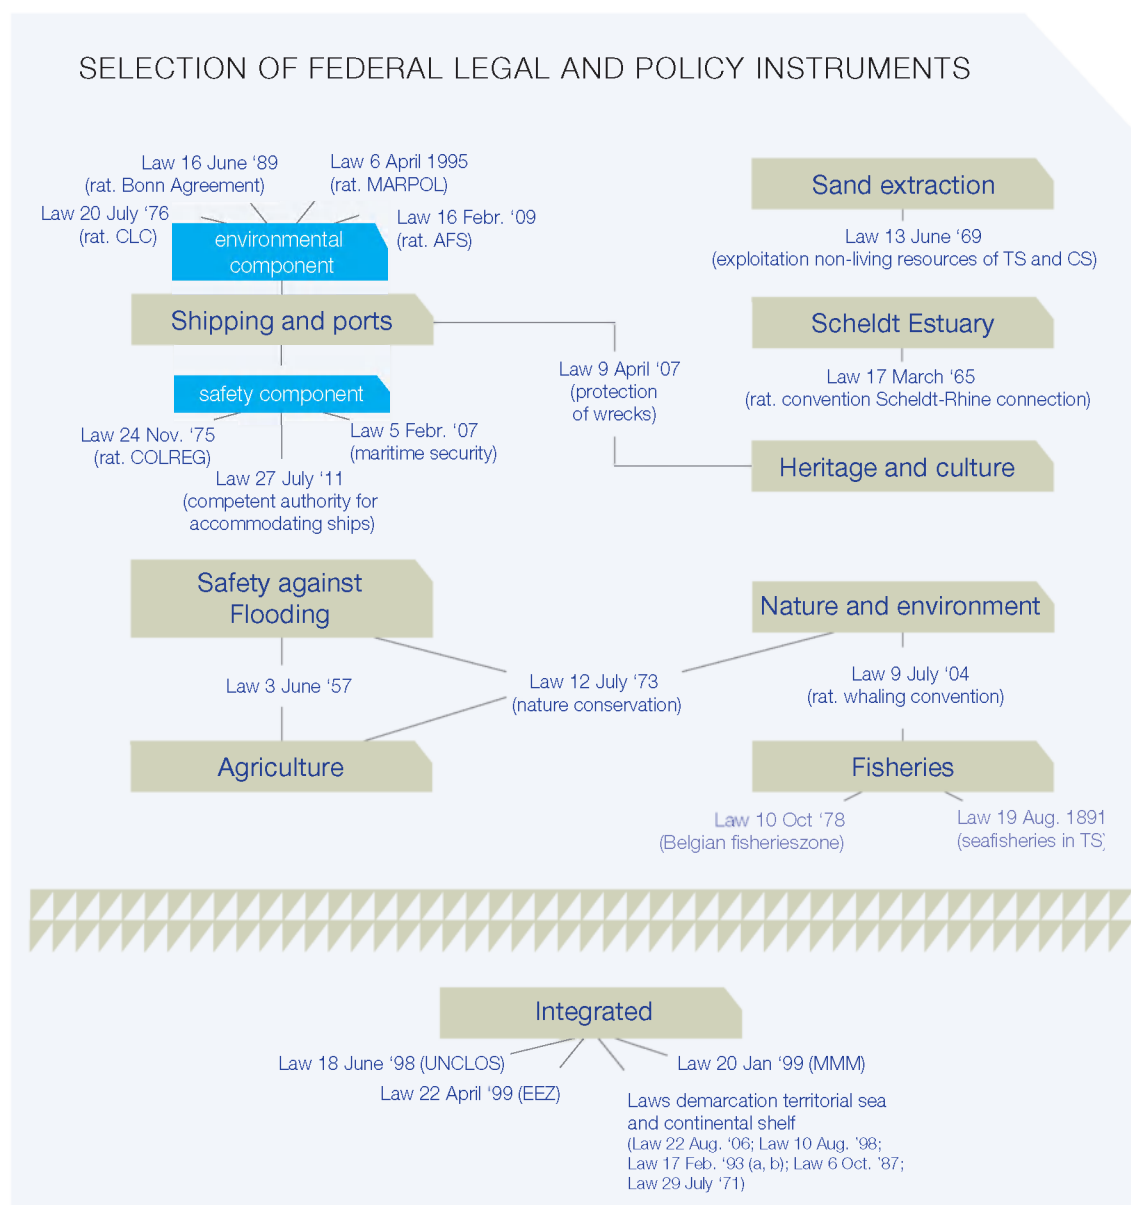 SELECTION OF FEDERAL LEGAL AND POLICY INSTRUMENTS
Law 16 June ‘89
(rat. Bonn Agreement)
Law 6 April 1995
(rat. MARPOL)
Law 20 July ‘76
(rat. CLC)
Law 16 Febr. ‘09
(rat. AFS)
environmental
component
Shipping and ports
safety component
Law 24 Nov. ‘75
(rat. COLREG)
Law 5 Febr. ‘07
(maritime security)
Law 27 July ‘11
(competent authority for
accommodating ships)
Law 9 April ‘07
(protection
of wrecks)
Sand extraction
Law 13 June ‘69
(exploitation non-living resources of TS and CS)
Scheldt Estuary
Law 17 March ‘65
(rat. convention Scheldt-Rhine connection)
Heritage and culture
Safety against
Flooding
Law 3 June ‘57
Agriculture
Law 12 July ‘73
(nature conservation)
Nature and environment
Law 9 July ‘04
(rat. whaling convention)
Fisheries
Law 10 Oct ‘78
(Belgian fisherieszone)
Law 19 Aug. 1891
(seafisheries in TS)
Integrated
Law 18 June ‘98 (UNCLOS)
Law 22 April ‘99 (EEZ)
Law 20 Jan ‘99 (MMM)
Laws demarcation territorial sea
and continental shelf
(Law 22 Aug. ‘06; Law 10 Aug. ’98;
Law 17 Feb. ‘93 (a, b); Law 6 Oct. ’87;
Law 29 July ‘71)